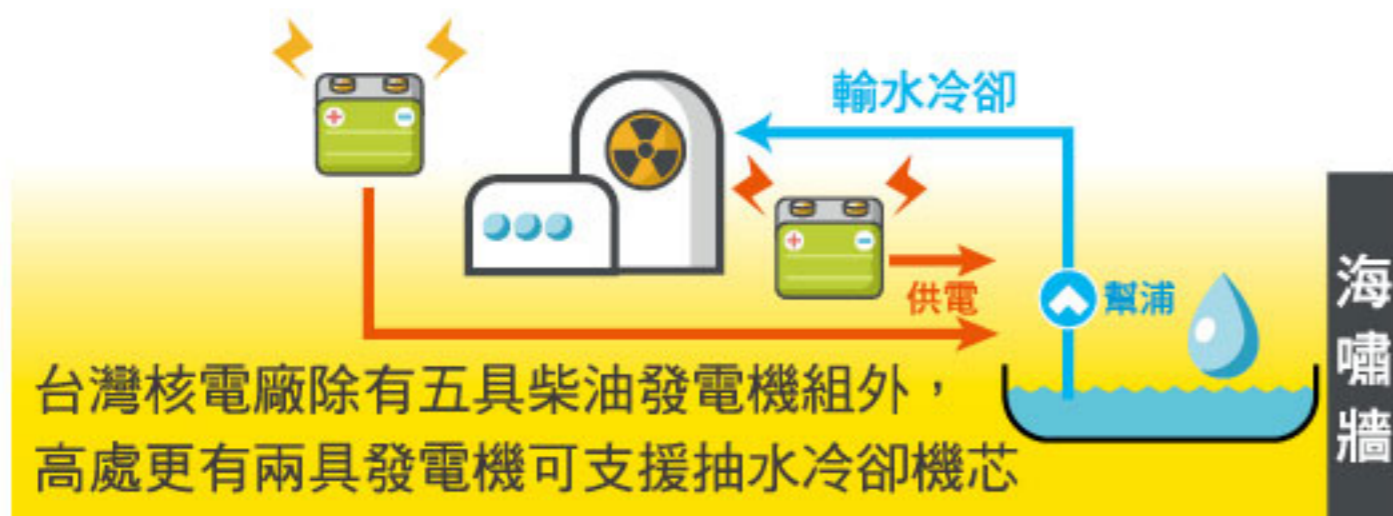 輸水冷卻
供電
幫浦
海嘯牆
台灣核電廠除有五具柴油發電機組外，
高處更有兩具發電機可支援抽水冷卻機芯